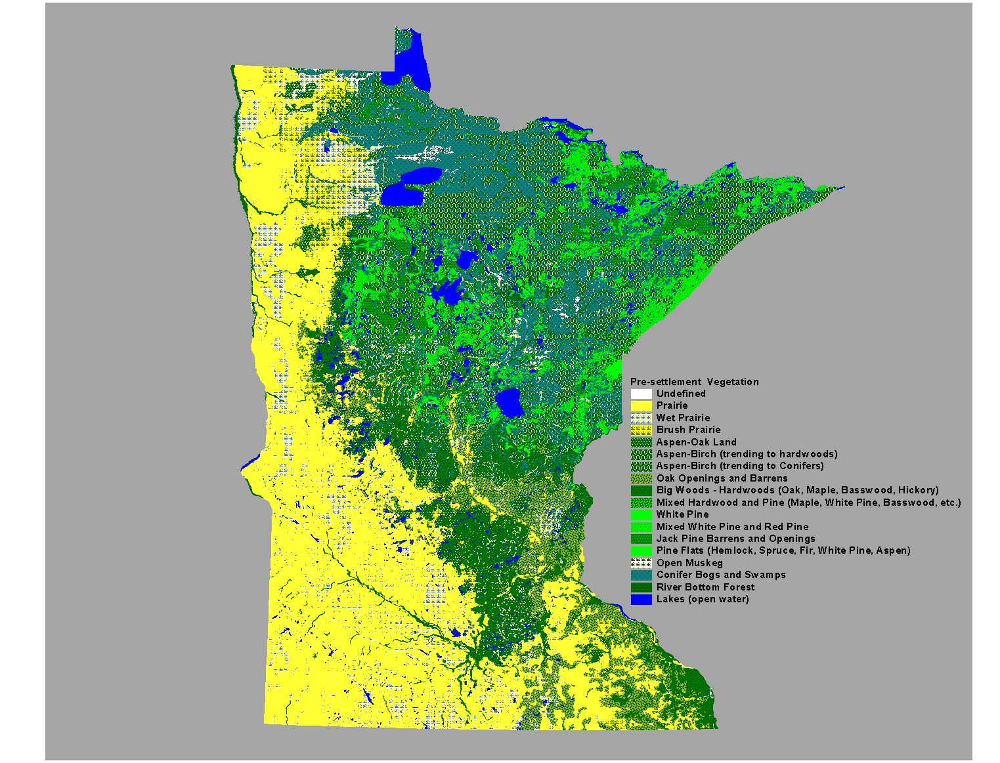 Pre-settlement Vegetation
Undefined
Prairie
Wet Prairie
Brush Prairie
Aspen-Oak Land
Aspen-Birch (trending to hardwoods)
Aspen-Birch (trending to Conifers)
Oak Openings and Barrens
Big Woods - Hardwoods (Oak, Maple, Basswood, Hickory)
Mixed Hardwood and Pine (Maple, White Pine, Basswood, etc.)
White Pine
Mixed White Pine and Red Pine
Jack Pine Barrens and Openings
Pine Flats (Hemlock, Spruce, Fir, White Pine, Aspen)
Open Muskeg
Conifer Bogs and Swamps
River Bottom Forest
Lakes (open water)